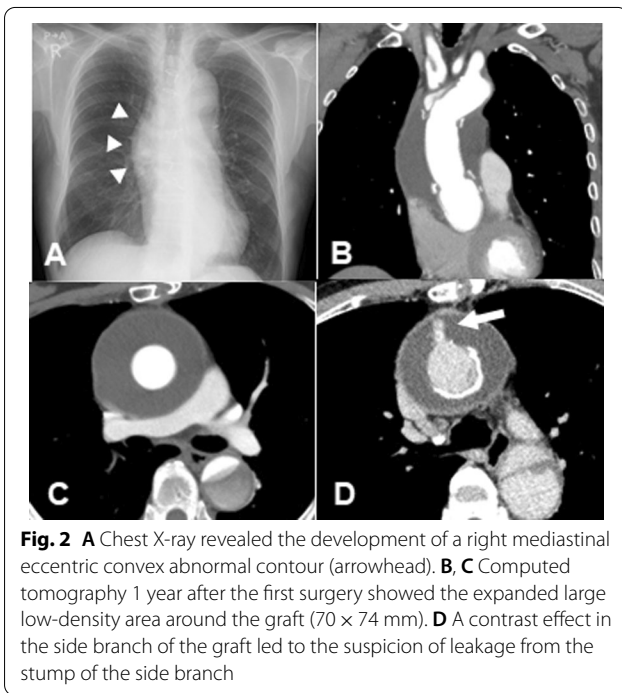 P→A
R
A
B
C
D
Fig. 2 A Chest X-ray revealed the development of a right mediastinal
eccentric convex abnormal contour (arrowhead). B, C Computed
tomography 1 year after the first surgery showed the expanded large
low-density area around the graft (70 × 74 mm). D A contrast effect in
the side branch of the graft led to the suspicion of leakage from the
stump of the side branch